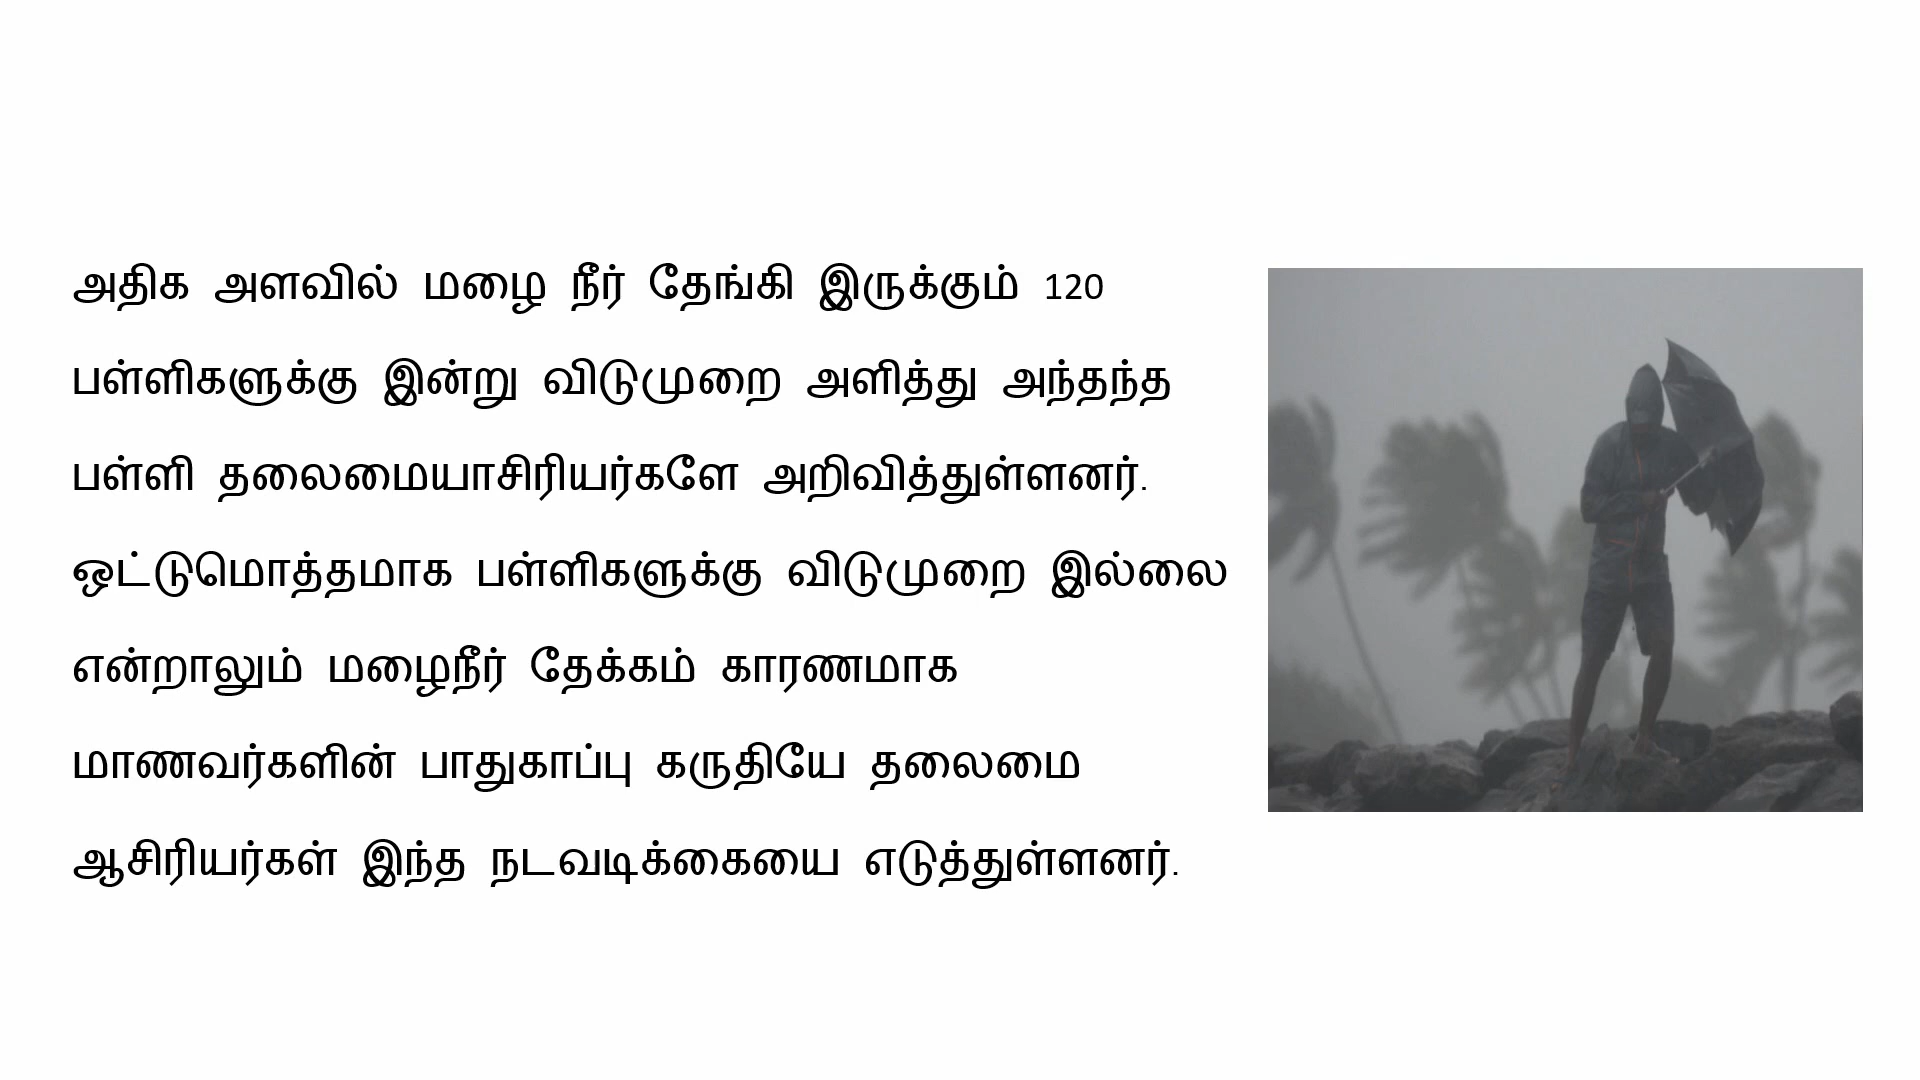 அதிக அளவில் மழை நீர் தேங்கி இருக்கும் 120
பள்ளிகளுக்கு இன்று விடுமுறை அளித்து அந்தந்த
பள்ளி தலைமையாசிரியர்களே அறிவித்துள்ளனர்.
ஒட்டுமொத்தமாக பள்ளிகளுக்கு விடுமுறை இல்லை
என்றாலும் மழைநீர் தேக்கம் காரணமாக
மாணவர்களின் பாதுகாப்பு கருதியே தலைமை
ஆசிரியர்கள் இந்த நடவடிக்கையை எடுத்துள்ளனர்.